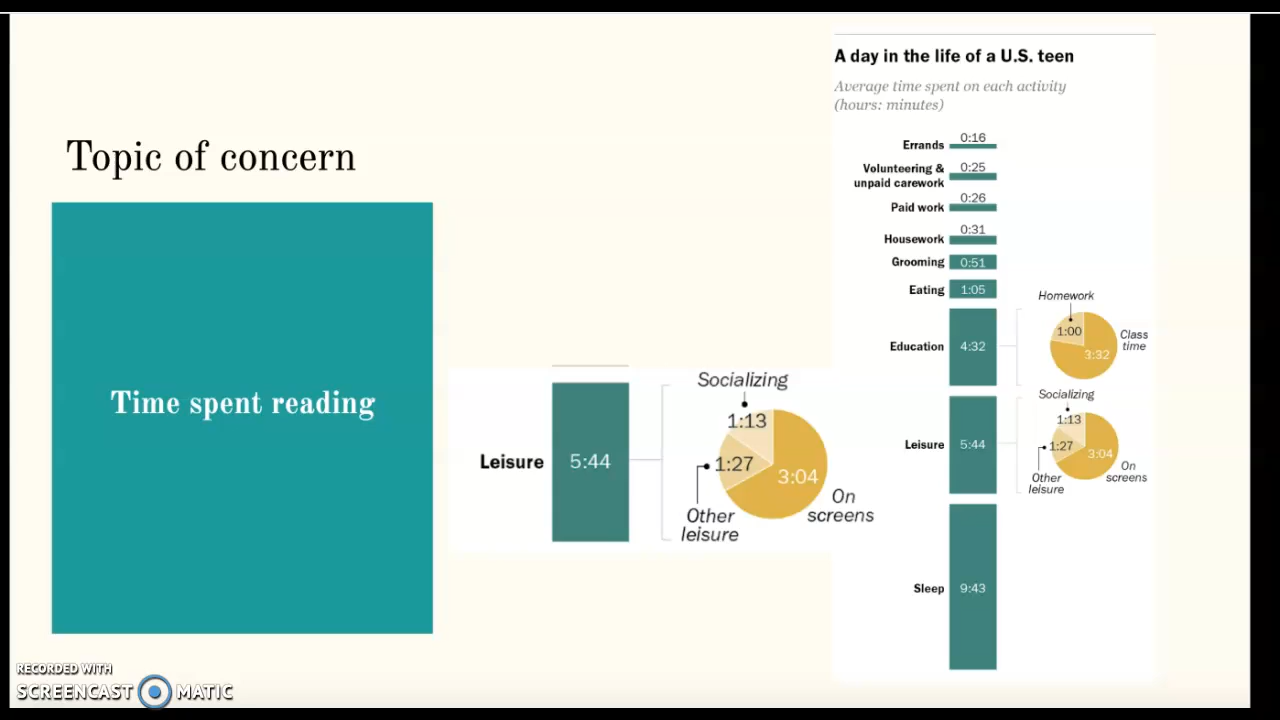 Topic of concern
Time spent reading
Leisure
5:44
Socializing
1:13
1:27
3:04
Other
leisure
On
screens
A day in the life of a U.S. teen
Average time spent on each activity
(hours: minutes)
Errands
0:16
Volunteering &
unpaid carework
0:25
Paid work
0:26
Housework
0:31
Grooming
0:51
Eating
1:05
Education
4:32
Homework
1:00
3:32
Class
time
Leisure
5:44
Socializing
1:13
1:27
3:04
Other
leisure
On
screens
Sleep
9:43
RECORDED WITH
SCREENCAST MATIC